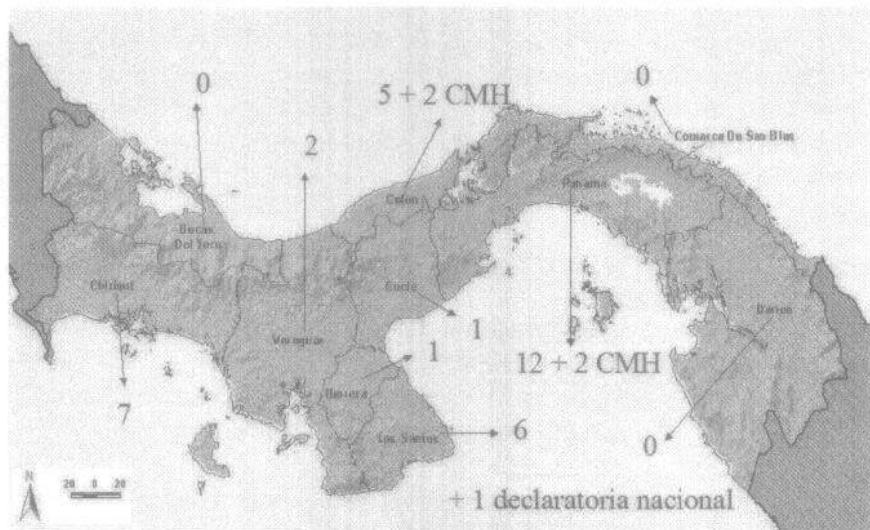 0
5 + 2 CMH
0
2
Comarca De San Blas
Colon
Panama
Bocas
Del Toro
Chiriqui
Cocle
Darien
1
Veraguas
1
12 + 2 CMH
Herrera
7
6
Los Santos
0
N
20 0 20
+ 1 declaratoria nacional